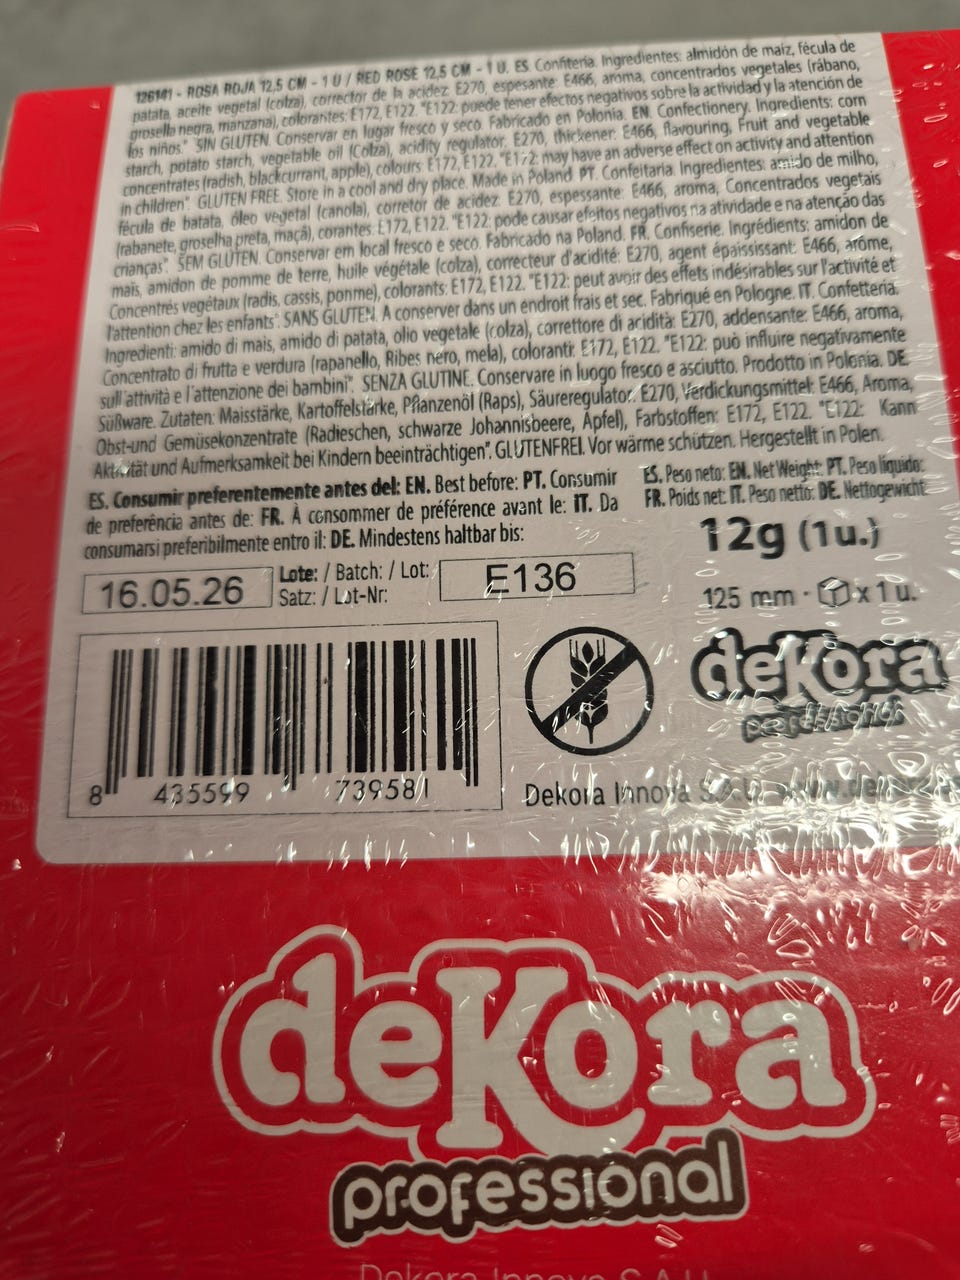 126141 - ROSA ROJA 12,5 CM - 1 U / RED ROSE 12,5 CM - 1 U. ES. Confitería. Ingredientes: almidón de maíz, fécula de
patata, aceite vegetal (colza), corrector de la acidez: E270, espesante: E466, aroma, concentrados vegetales (rábano,
grosella negra, manzana), colorantes: E172, E122. "E122: puede tener efectos negativos sobre la actividad y la atención de
los niños." SIN GLUTEN. Conservar en lugar fresco y seco. Fabricado en Polonia. EN. Confectionery. Ingredients: corn
starch, potato starch, vegetable oil (Colza), acidity regulator: E270, thickener: E466, flavouring, Fruit and vegetable
concentrates (radish, blackcurrant, apple), colours: E172, E122. "E122: may have an adverse effect on activity and attention
in children". GLUTEN FREE. Store in a cool and dry place. Made in Poland. PT. Confeitaria. Ingredientes: amido de milho,
fécula de batata, óleo vegetal (canola), corretor de acidez: E270, espessante: E466, aroma, Concentrados vegetais
(rabanete, groselha preta, maçã), corantes: E172, E122. "E122: pode causar efeitos negativos na atividade e na atenção das
crianças". SEM GLÚTEN. Conservar em local fresco e seco. Fabricado na Poland. FR. Confiserie. Ingrédients: amidon de
maïs, amidon de pomme de terre, huile végétale (colza), correcteur d'acidité: E270, agent épaississant: E466, arôme,
Concentrés vegétaux (radis, cassis, ponme), colorants: E172, E122. "E122: peut avoir des effets indésirables sur l'activité et
l'attention chez les enfants". SANS GLUTEN. A conserver dans un endroit frais et sec. Fabriqué en Pologne. IT. Confetteria.
Ingredienti: amido di mais, amido di patata, olio vegetale (colza), correttore di acidità: E270, addensante: E466, aroma,
Concentrato di frutta e verdura (rapanello, Ribes nero, mela), coloranti: E172, E122. "E122: può influire negativamente
sull'attività e l'attenzione dei bambini". SENZA GLUTINE. Conservare in luogo fresco e asciutto. Prodotto in Polonia. DE.
Süßware. Zutaten: Maisstärke, Kartoffelstärke, Pflanzenöl (Raps), Säureregulator: E270, Verdickungsmittel: E466, Aroma,
Obst-und Gemüsekonzentrate (Radieschen, schwarze Johannisbeere, Apfel), Farbstoffen: E172, E122. "E122: Kann
Aktivität und Aufmerksamkeit bei Kindern beeinträchtigen". GLUTENFREI. Vor wärme schützen. Hergestellt in Polen.
ES. Consumir preferentemente antes del: EN. Best before: PT. Consumir
de preferência antes de: FR. À consommer de préférence avant le: IT. Da
consumarsi preferibilmente entro il: DE. Mindestens haltbar bis:
ES. Peso neto: EN. Net Weight: PT. Peso líquido:
FR. Poids net: IT. Peso netto: DE. Nettogewicht:
12g (1u.)
16.05.26
Lote: / Batch: / Lot:
Satz: / Lot-Nr:
E136
125 mm · x 1 u.
8 435599 739581
deKora
professional
Dekora Innova S.A.U.
deKora
professional
Dekora Innova S.A.U.